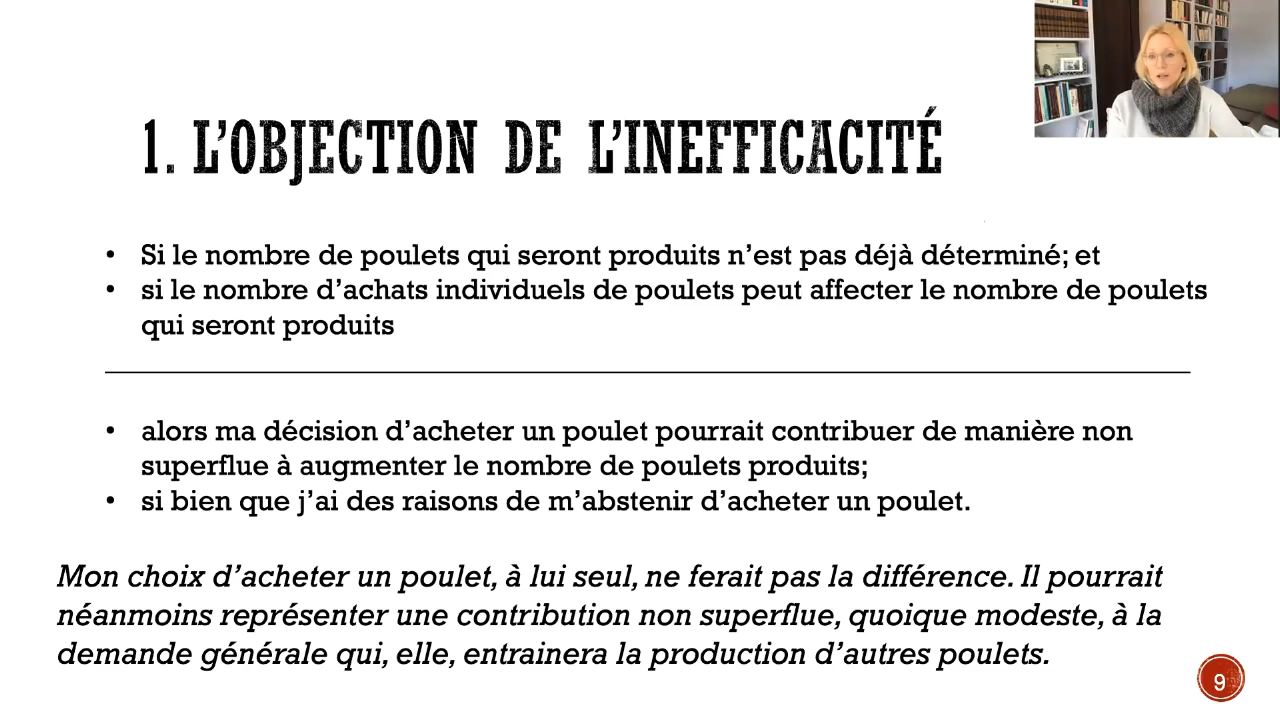 1. L’OBJECTION DE L’INEFFICACITÉ
• Si le nombre de poulets qui seront produits n’est pas déjà déterminé; et
• si le nombre d’achats individuels de poulets peut affecter le nombre de poulets
qui seront produits
• alors ma décision d’acheter un poulet pourrait contribuer de manière non
superflue à augmenter le nombre de poulets produits;
• si bien que j’ai des raisons de m’abstenir d’acheter un poulet.
Mon choix d’acheter un poulet, à lui seul, ne ferait pas la différence. Il pourrait
néanmoins représenter une contribution non superflue, quoique modeste, à la
demande générale qui, elle, entrainera la production d’autres poulets.
9